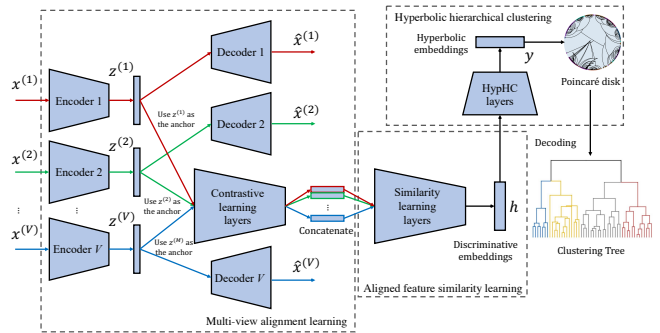 Hyperbolic hierarchical clustering
Hyperbolic
embeddings
y
Poincaré disk
HypHC
layers
x^(1)
Encoder 1
z^(1)
Decoder 1
x̂^(1)
Use z^(1) as
the anchor
x^(2)
Encoder 2
z^(2)
Decoder 2
x̂^(2)
Use z^(2) as
the anchor
...
...
x^(V)
Encoder V
z^(V)
Use z^(M) as
the anchor
Decoder V
x̂^(V)
Contrastive
learning
layers
⋮
Concatenate
Similarity
learning
layers
h
Discriminative
embeddings
Decoding
Clustering Tree
Multi-view alignment learning
Aligned feature similarity learning